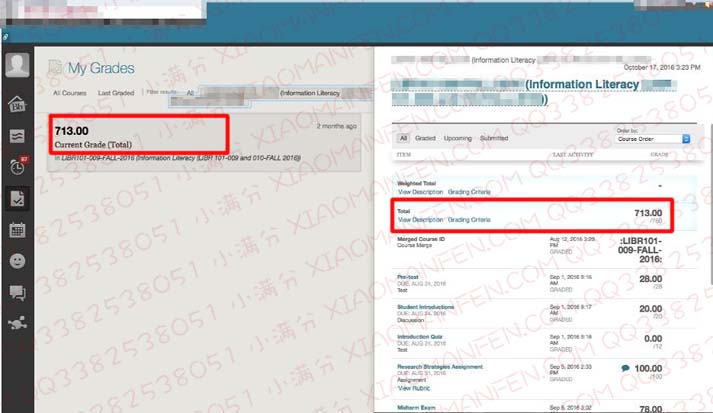 My Grades
All Courses
Last Graded
Filter results:
All
(Information Literacy
713.00
Current Grade (Total)
2 months ago
in LIBR101-009-FALL-2016 (Information Literacy (LIBR 101-009 and 010-FALL 2016))
87
(Information Literacy
October 17, 2016 3:23 PM
(Information Literacy
All
Graded
Upcoming
Submitted
Order by:
Course Order
ITEM
LAST ACTIVITY
GRADE
Weighted Total
View Description Grading Criteria
-
Total
View Description Grading Criteria
713.00
/760
Merged Course ID
Course Merge
Aug 12, 2016 3:29
PM
GRADED
:LIBR101-
009-FALL-
2016:
Pre-test
DUE: AUG 24, 2016
Test
Sep 1, 2016 9:16
AM
GRADED
28.00
/28
Student Introductions
DUE: AUG 24, 2016
Discussion
Sep 1, 2016 9:17
AM
GRADED
20.00
/20
Introduction Quiz
DUE: AUG 24, 2016
Test
Sep 1, 2016 9:16
AM
GRADED
0.00
/12
Research Strategies Assignment
DUE: AUG 31, 2016
Assignment
View Rubric
Sep 5, 2016 2:33
PM
GRADED
100.00
/100
Midterm Exam
78.00
小满分 XIAOMANFEN.COM QQ3382538051